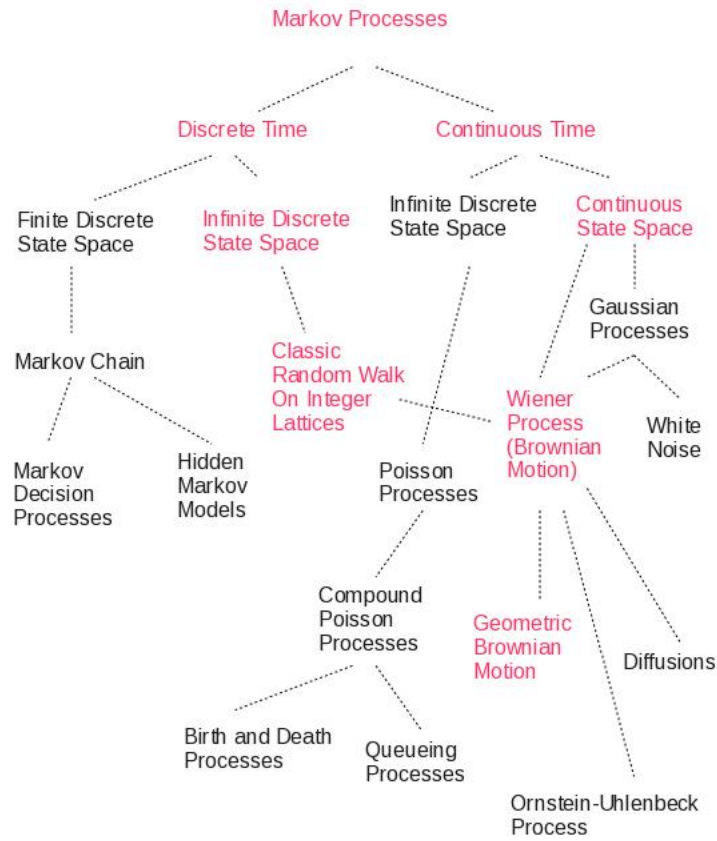 Markov Processes
Discrete Time
Continuous Time
Finite Discrete
State Space
Infinite Discrete
State Space
Infinite Discrete
State Space
Continuous
State Space
Gaussian
Processes
Markov Chain
Classic
Random Walk
On Integer
Lattices
Wiener
Process
(Brownian
Motion)
White
Noise
Markov
Decision
Processes
Hidden
Markov
Models
Poisson
Processes
Compound
Poisson
Processes
Geometric
Brownian
Motion
Diffusions
Birth and Death
Processes
Queueing
Processes
Ornstein-Uhlenbeck
Process